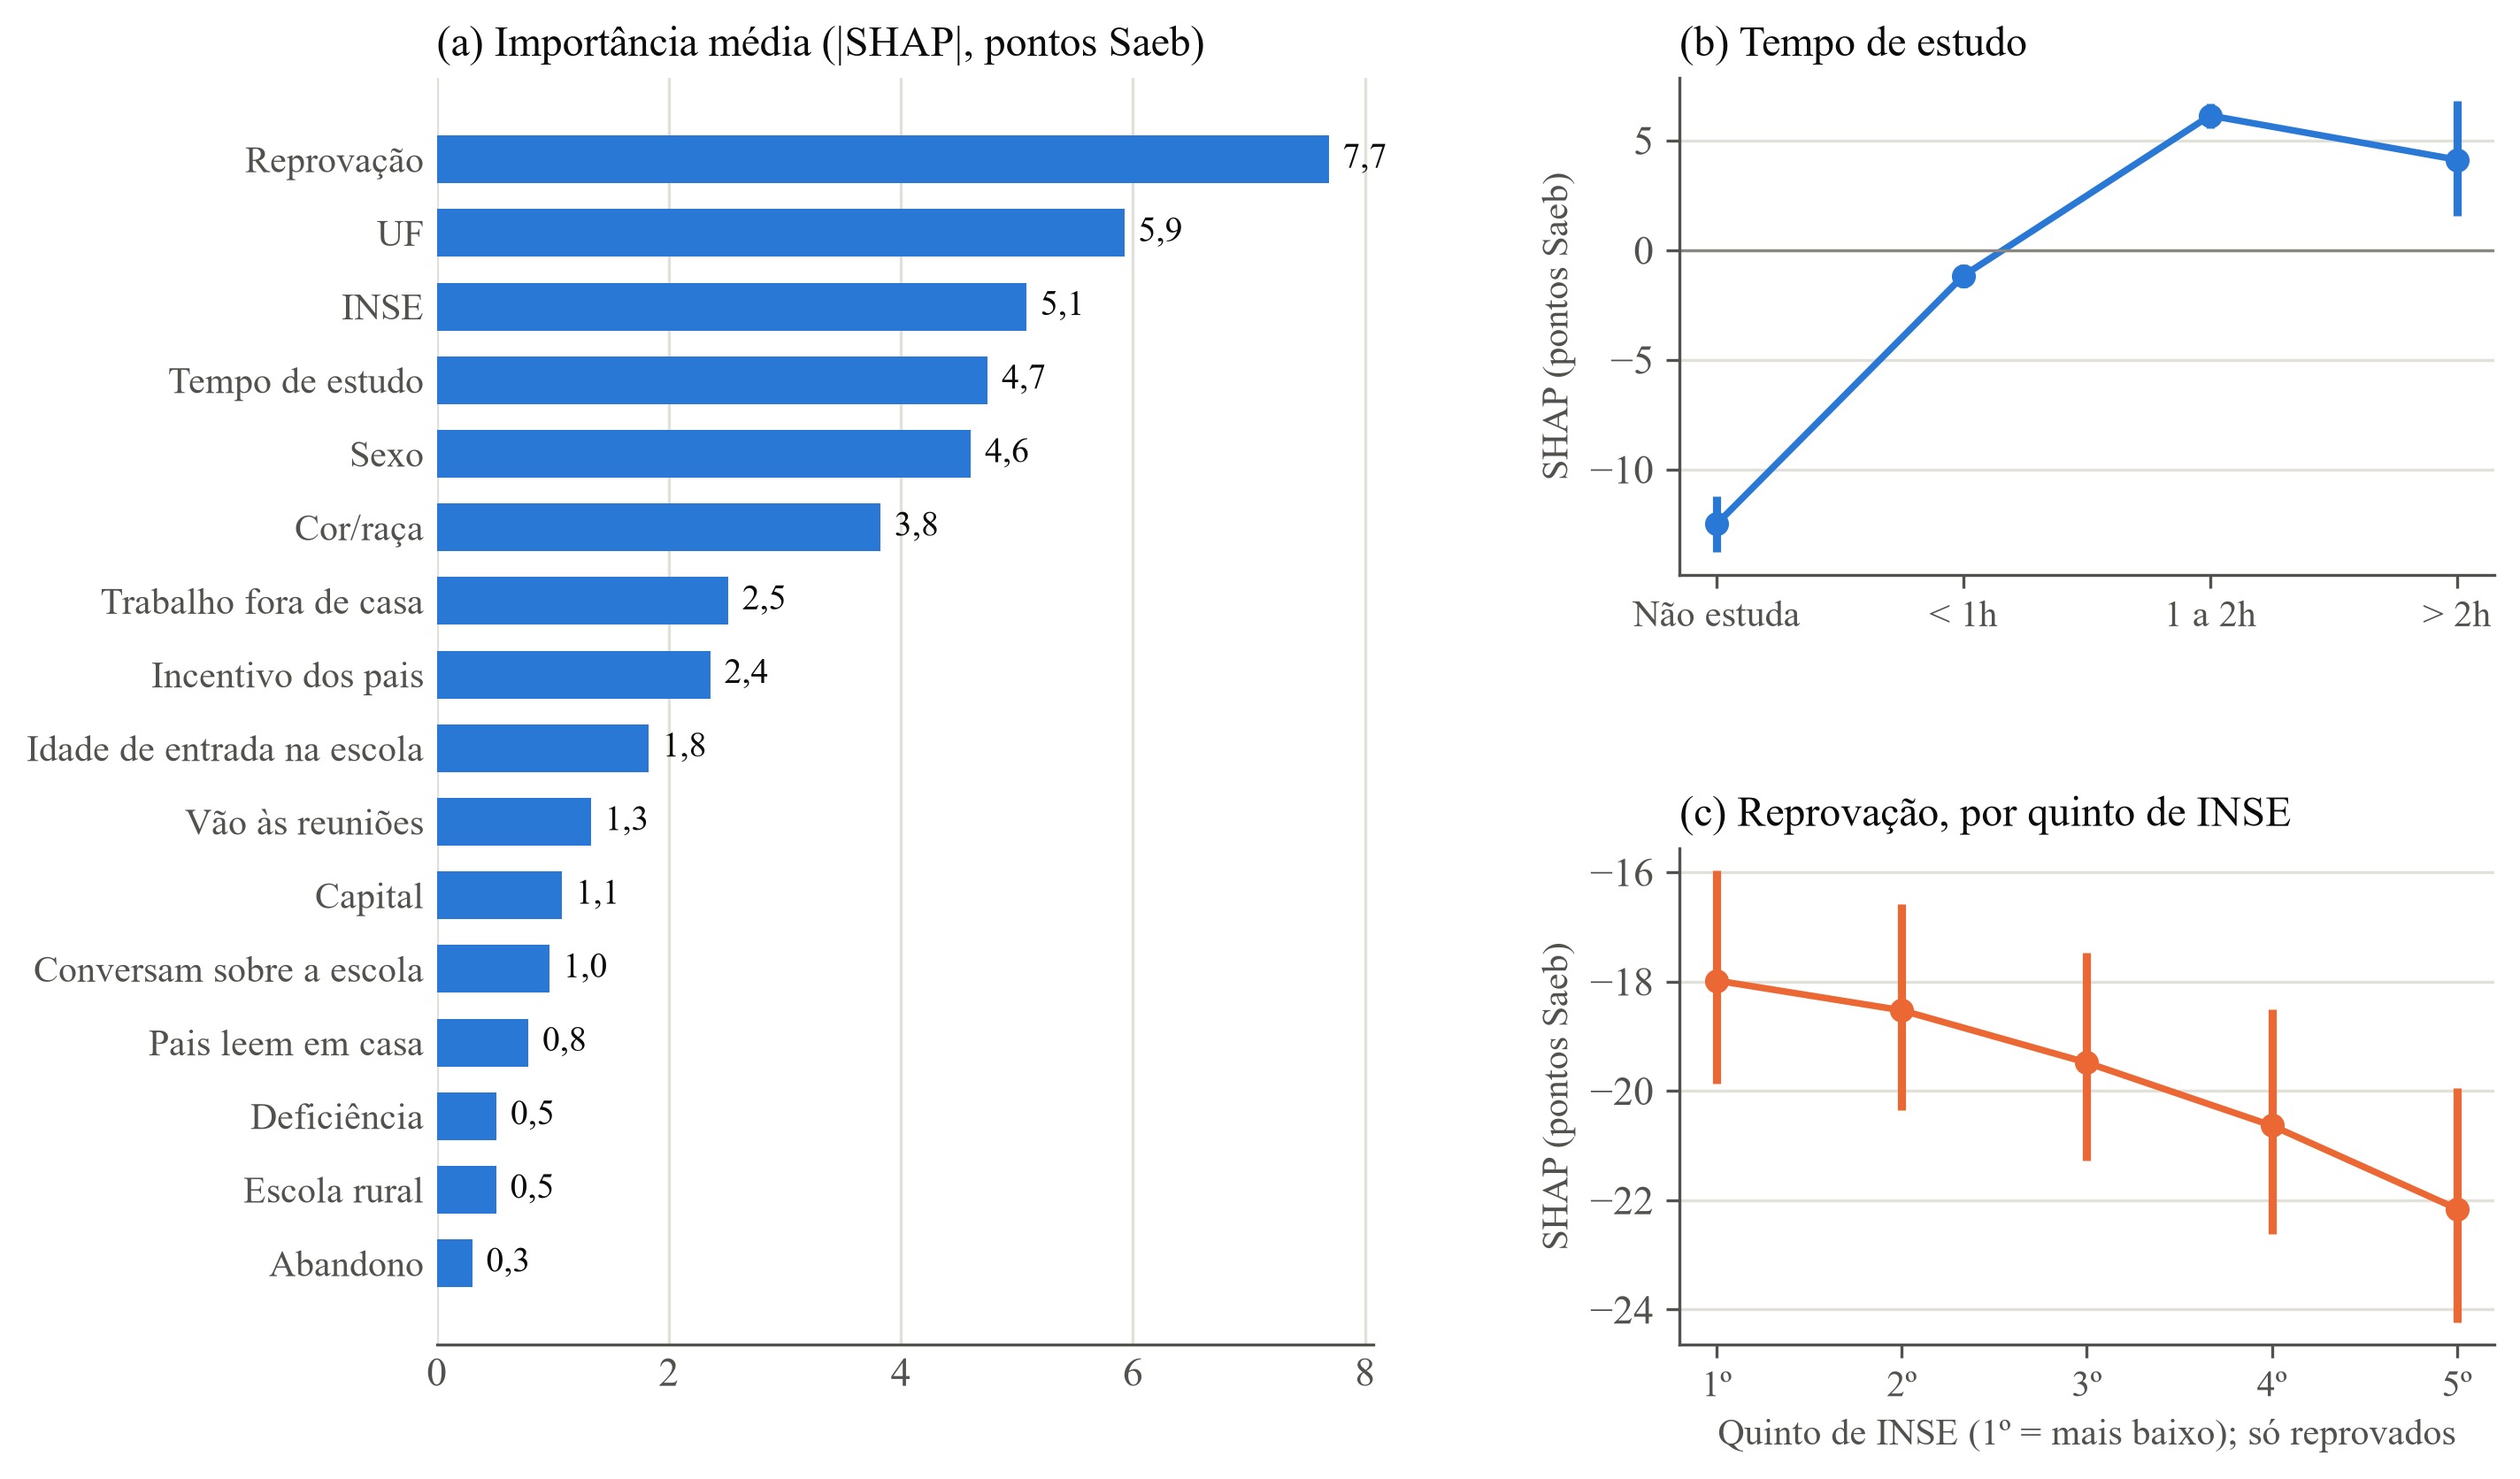 (a) Importância média (|SHAP|, pontos Saeb)
Reprovação 7,7
UF 5,9
INSE 5,1
Tempo de estudo 4,7
Sexo 4,6
Cor/raça 3,8
Trabalho fora de casa 2,5
Incentivo dos pais 2,4
Idade de entrada na escola 1,8
Vão às reuniões 1,3
Capital 1,1
Conversam sobre a escola 1,0
Pais leem em casa 0,8
Deficiência 0,5
Escola rural 0,5
Abandono 0,3
0 2 4 6 8
(b) Tempo de estudo
SHAP (pontos Saeb)
5
0
−5
−10
Não estuda < 1h 1 a 2h > 2h
(c) Reprovação, por quinto de INSE
SHAP (pontos Saeb)
−16
−18
−20
−22
−24
1º 2º 3º 4º 5º
Quinto de INSE (1º = mais baixo); só reprovados